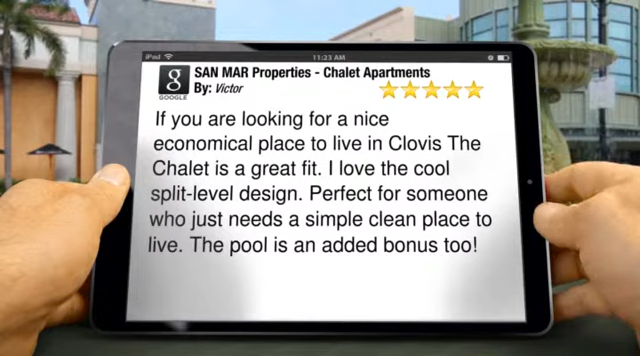 iPod
11:23 AM
g
GOOGLE
SAN MAR Properties - Chalet Apartments
By: Victor
If you are looking for a nice
economical place to live in Clovis The
Chalet is a great fit. I love the cool
split-level design. Perfect for someone
who just needs a simple clean place to
live. The pool is an added bonus too!